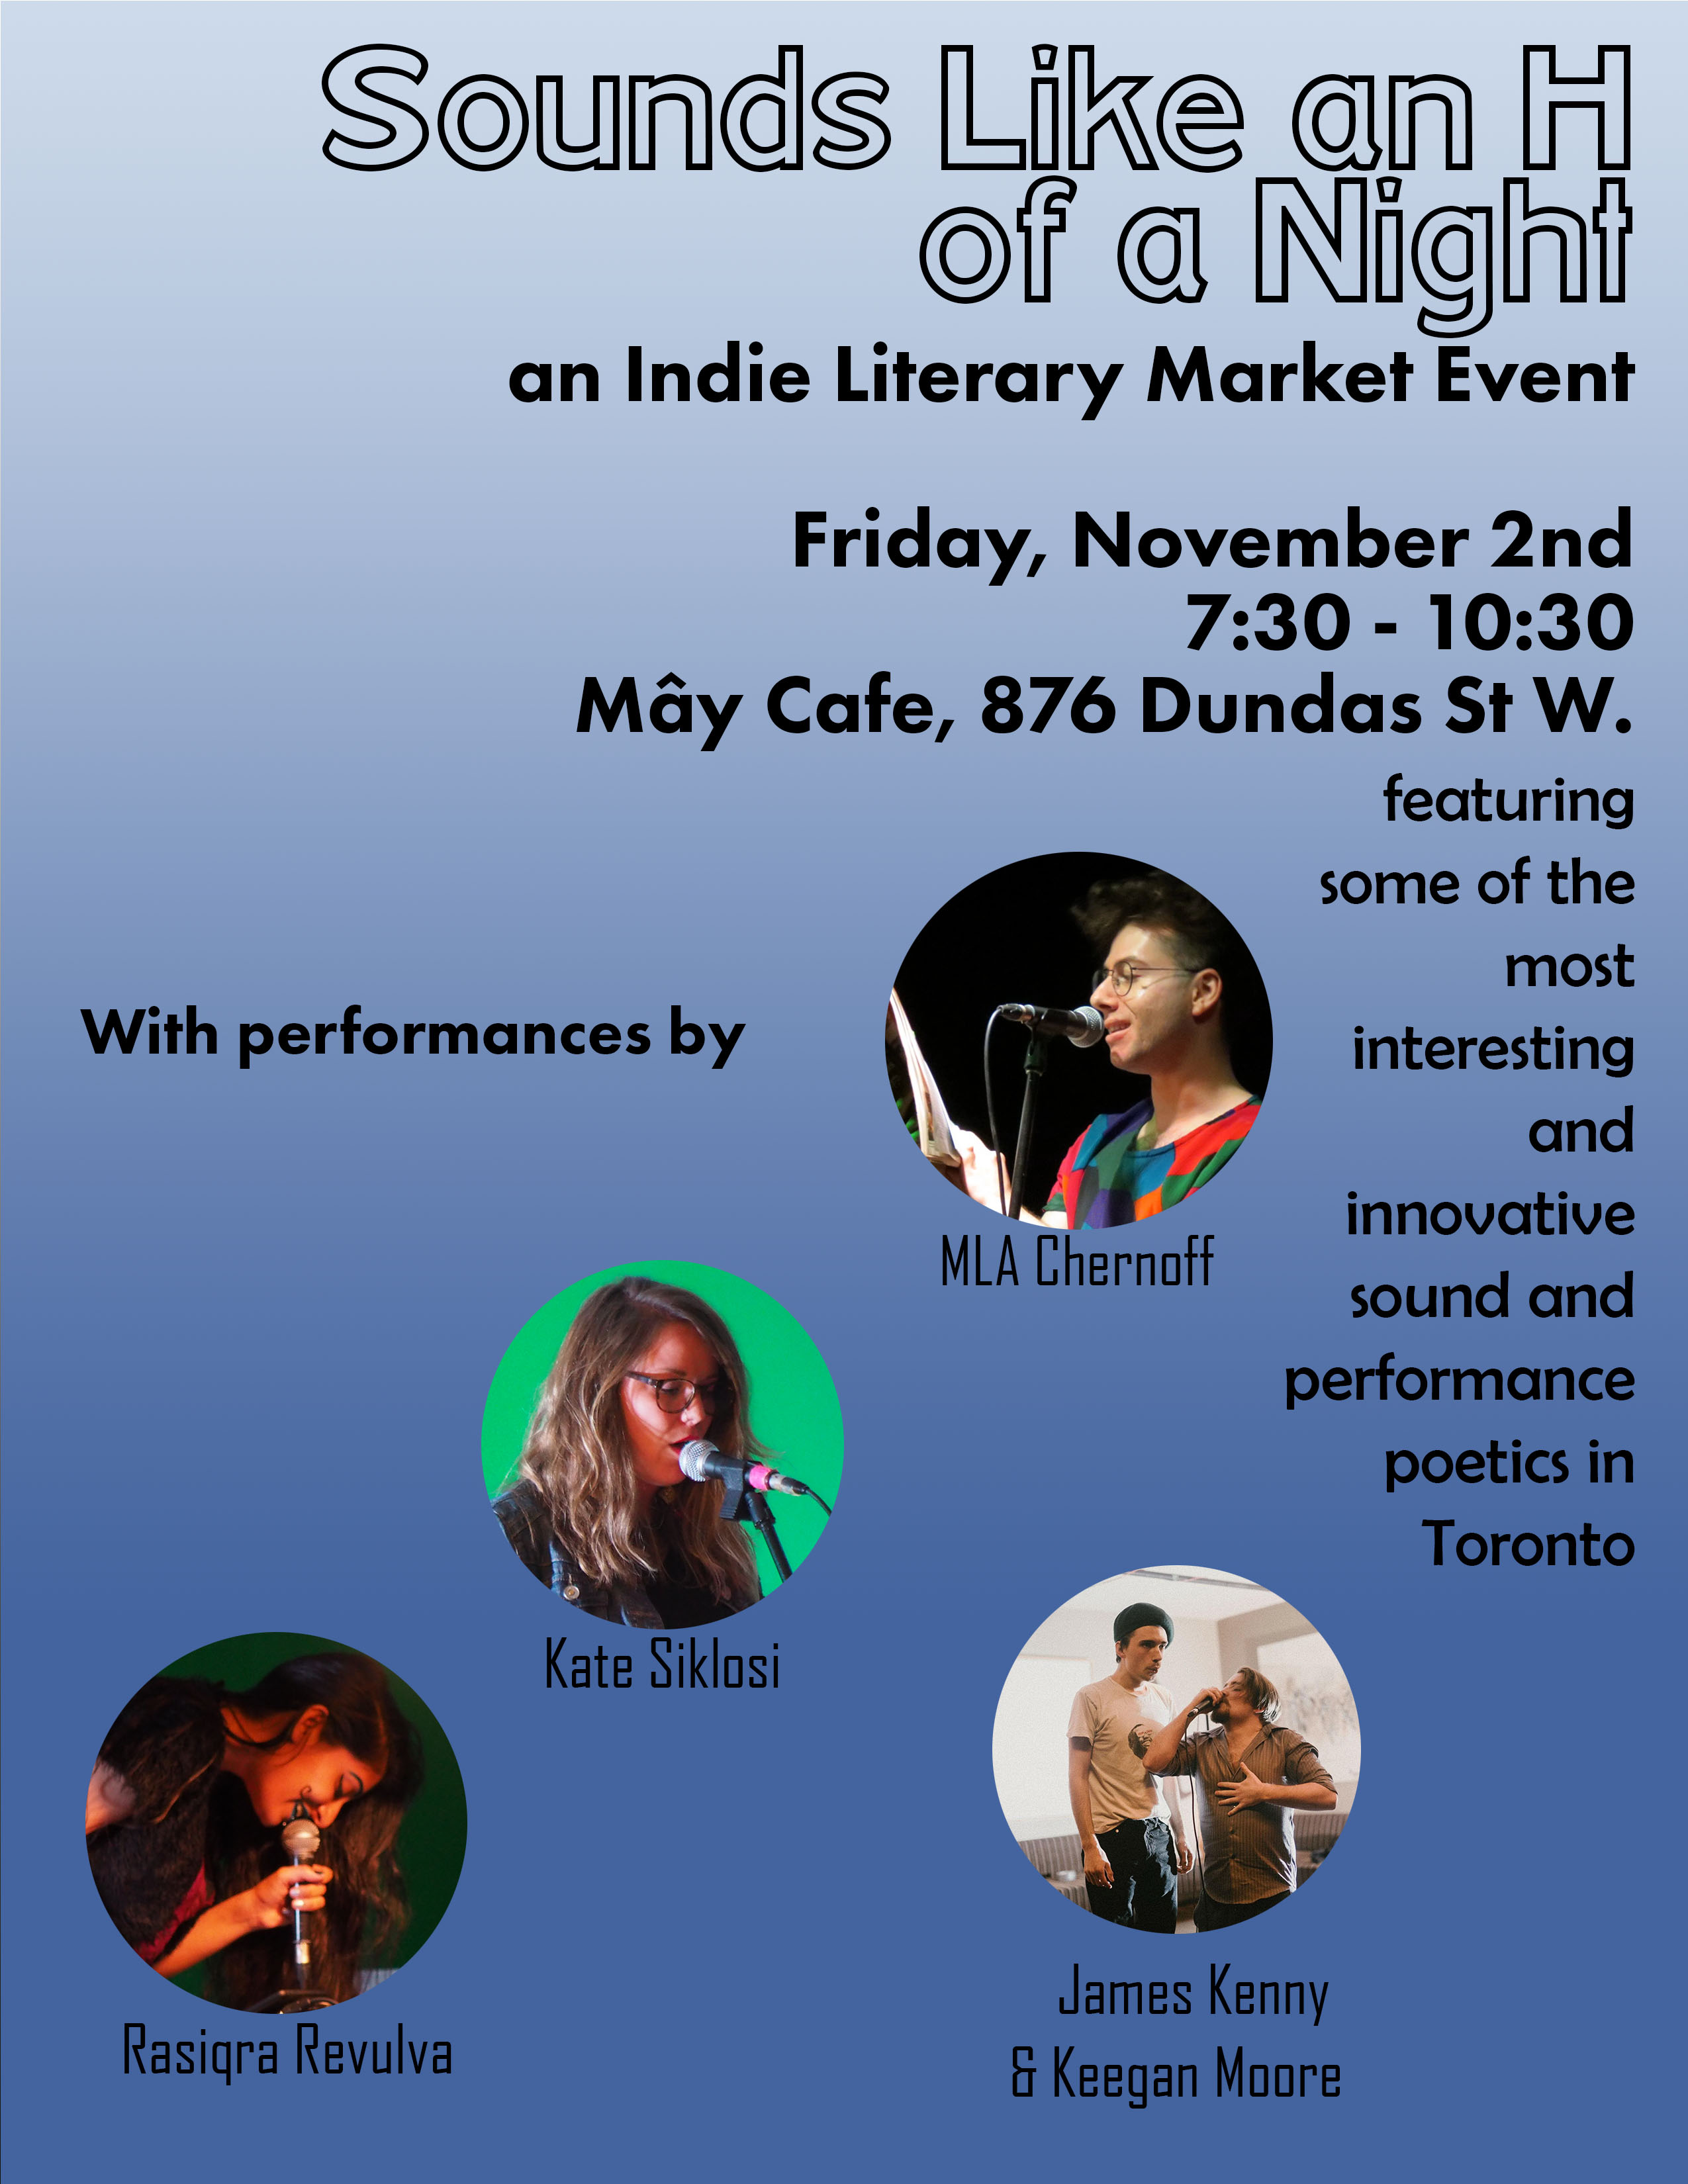 Sounds Like an H
of a Night
an Indie Literary Market Event
Friday, November 2nd
7:30 - 10:30
Mây Cafe, 876 Dundas St W.
featuring
some of the
most
interesting
and
innovative
sound and
performance
poetics in
Toronto
With performances by
MLA Chernoff
Kate Siklosi
Rasiqra Revulva
James Kenny
& Keegan Moore